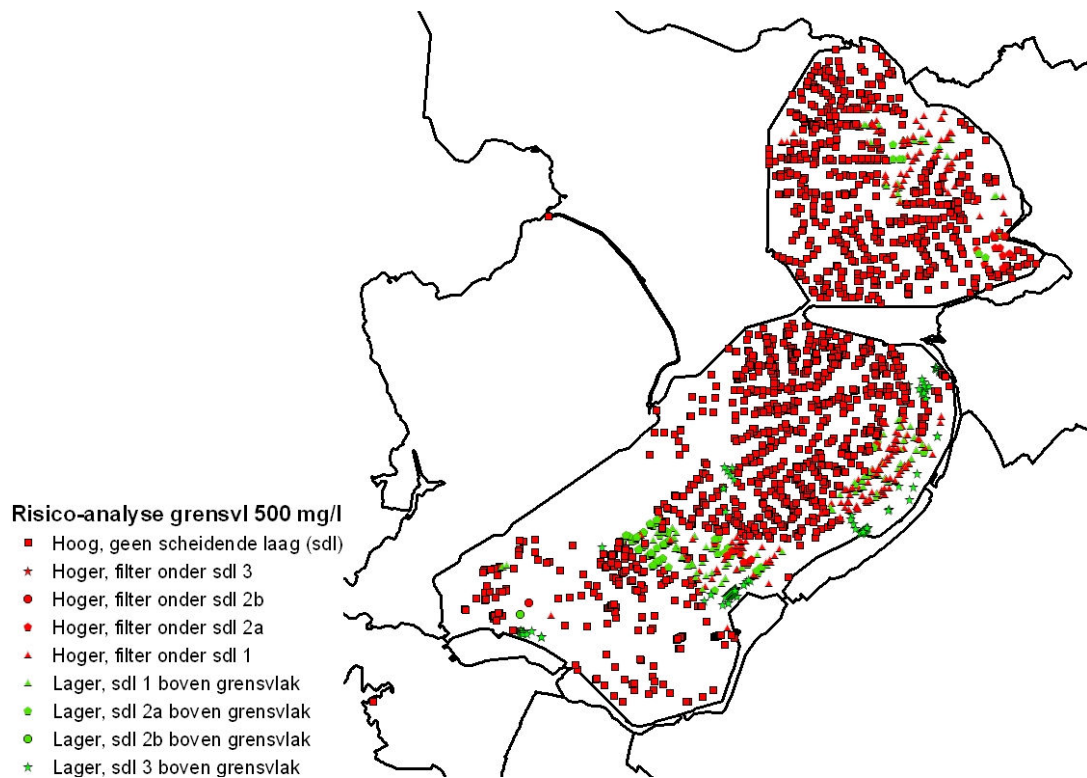 Risico-analyse grensvl 500 mg/l
Hoog, geen scheidende laag (sdl)
Hoger, filter onder sdl 3
Hoger, filter onder sdl 2b
Hoger, filter onder sdl 2a
Hoger, filter onder sdl 1
Lager, sdl 1 boven grensvlak
Lager, sdl 2a boven grensvlak
Lager, sdl 2b boven grensvlak
Lager, sdl 3 boven grensvlak